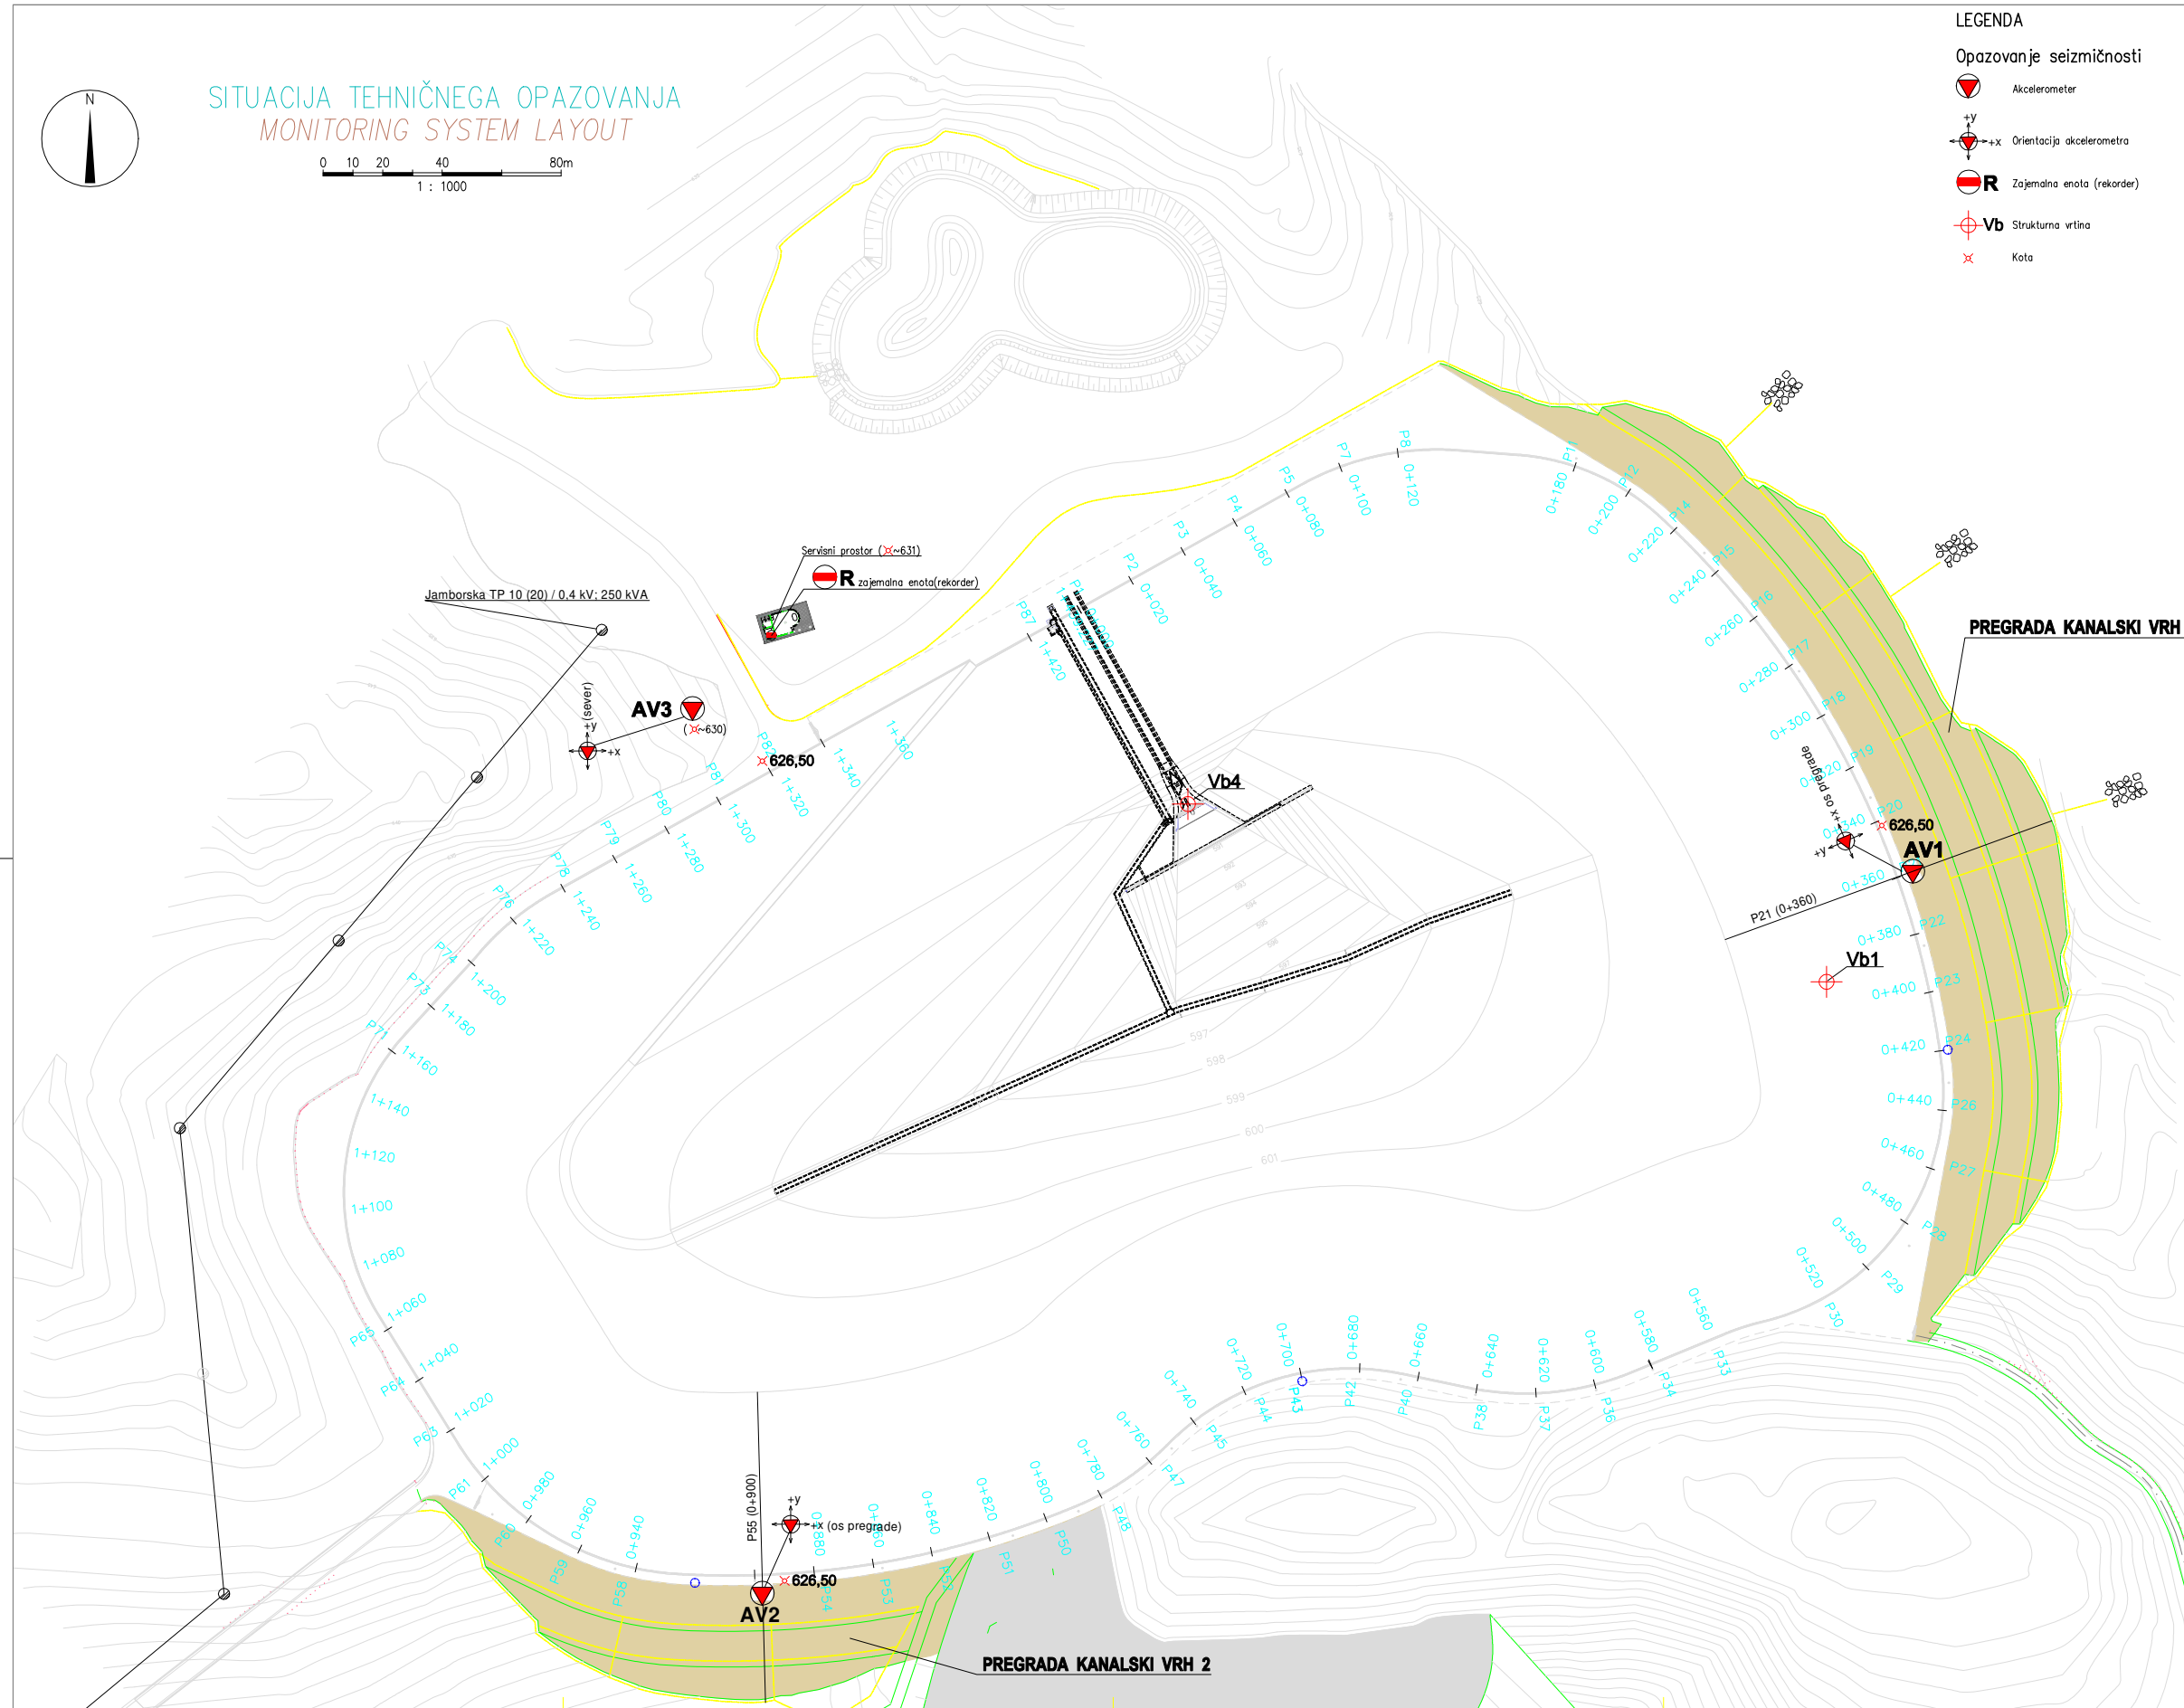 LEGENDA
Opazovanje seizmičnosti
Akcelerometer
+y
+x Orientacija akcelerometra
R Zajemalna enota (rekorder)
Vb Strukturna vrtina
Kota
N
SITUACIJA TEHNIČNEGA OPAZOVANJA
MONITORING SYSTEM LAYOUT
0 10 20 40 80m
1 : 1000
Servisni prostor (~631)
R zajemalna enota(rekorder)
Jamborska TP 10 (20) / 0,4 kV; 250 kVA
+y (sever)
+x
AV3
(~630)
626,50
PREGRADA KANALSKI VRH
Vb4
+x os pregrade
+y
626,50
AV1
P21 (0+360)
Vb1
P55 (0+900)
+y
+x (os pregrade)
626,50
AV2
PREGRADA KANALSKI VRH 2
P2 0+020
P3 0+040
P4 0+060
P5 0+080
P7 0+100
P8 0+120
P11 0+180
P12 0+200
P14 0+220
P15 0+240
P16 0+260
P17 0+280
P18 0+300
P19 0+320
P20 0+340
0+360
P22 0+380
P23 0+400
P24 0+420
P26 0+440
P27 0+460
P28 0+480
P29 0+500
P30 0+520
P33 0+560
P34 0+580
P36 0+600
P37 0+620
P38 0+640
P40 0+660
P42 0+680
P43 0+700
P44 0+720
P45 0+740
P47 0+760
P48 0+780
P50 0+800
P51 0+820
P52 0+840
P53 0+860
P54 0+880
P58 0+940
P59 0+960
P60 0+980
P61 1+000
P63 1+020
P64 1+040
P65 1+060
1+080
1+100
1+120
1+140
P71 1+160
P73 1+180
P74 1+200
P76 1+220
P78 1+240
P79 1+260
P80 1+280
P81 1+300
P82 1+320
1+340
1+360
P87 1+420
P1
597
598
599
600
601